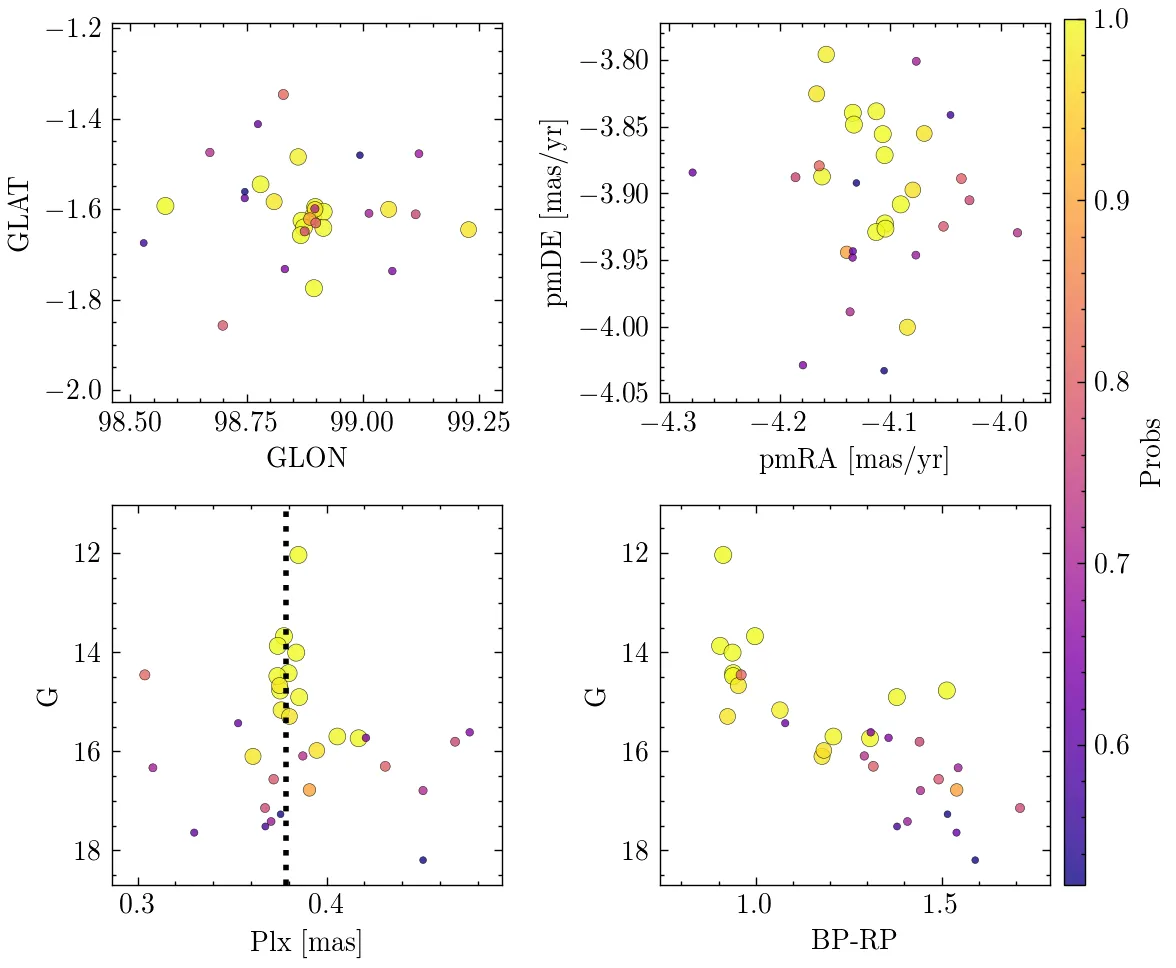 −1.2
−1.4
−1.6
−1.8
−2.0
GLAT
98.50 98.75 99.00 99.25
GLON
−3.80
−3.85
−3.90
−3.95
−4.00
−4.05
pmDE [mas/yr]
−4.3 −4.2 −4.1 −4.0
pmRA [mas/yr]
12
14
16
18
G
0.3 0.4
Plx [mas]
12
14
16
18
G
1.0 1.5
BP-RP
1.0
0.9
0.8
0.7
0.6
Probs